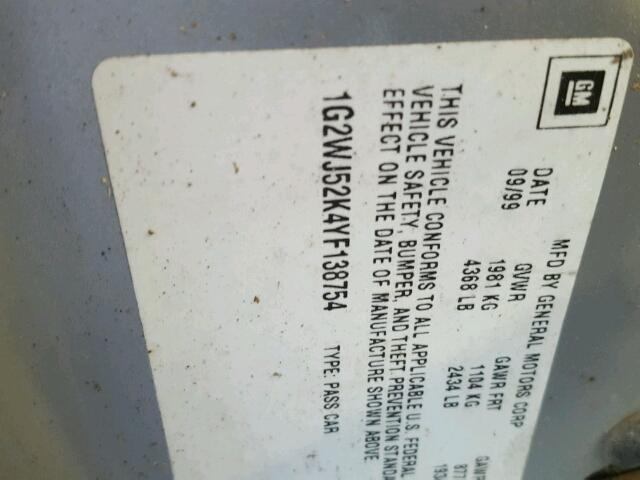 GM
MFD BY GENERAL MOTORS CORP
DATE GVWR GAWR FRT
09/99 1981 KG 1104 KG 877
4368 LB 2434 LB
THIS VEHICLE CONFORMS TO ALL APPLICABLE U.S. FEDERAL
VEHICLE SAFETY, BUMPER, AND THEFT PREVENTION
EFFECT ON THE DATE OF MANUFACTURE SHOWN ABOVE
1G2WJ52K4YF138754 TYPE: PASS CAR